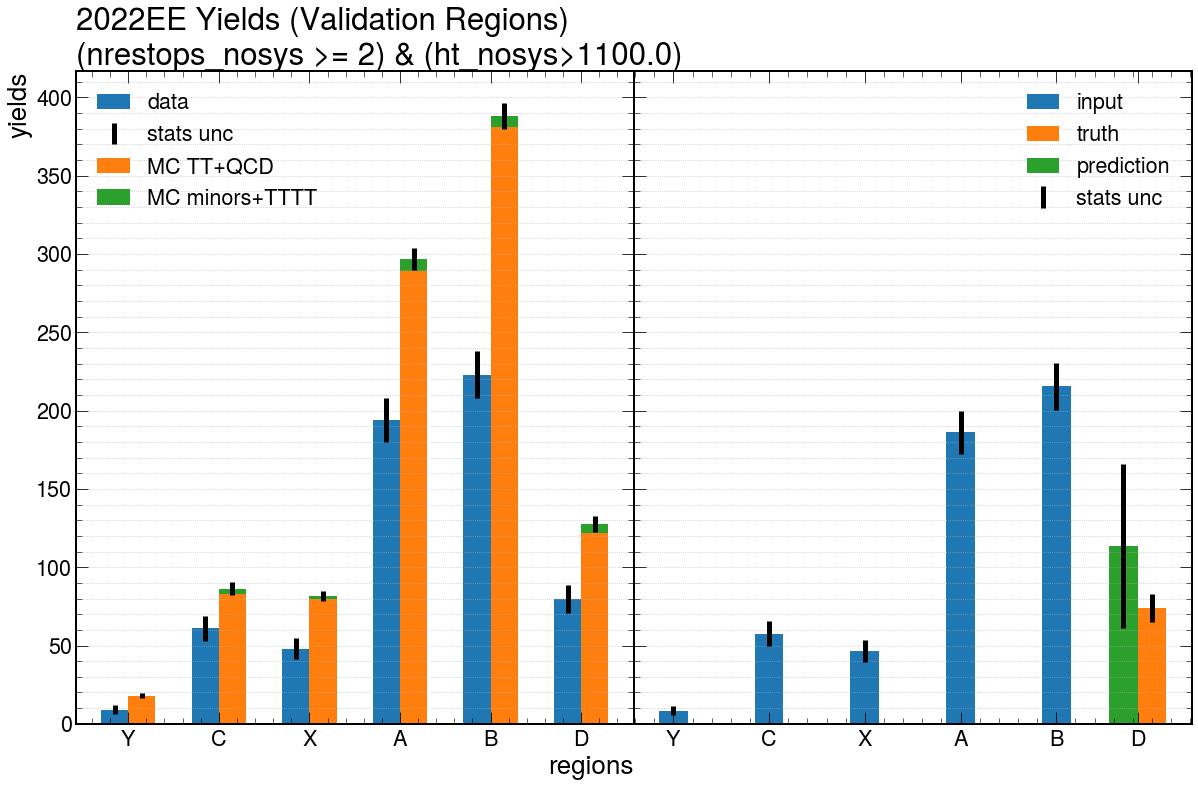 2022EE Yields (Validation Regions)
(nrestops_nosys >= 2) & (ht_nosys>1100.0)
yields
400
350
300
250
200
150
100
50
0
data
stats unc
MC TT+QCD
MC minors+TTTT
input
truth
prediction
stats unc
Y C X A B D
Y C X A B D
regions